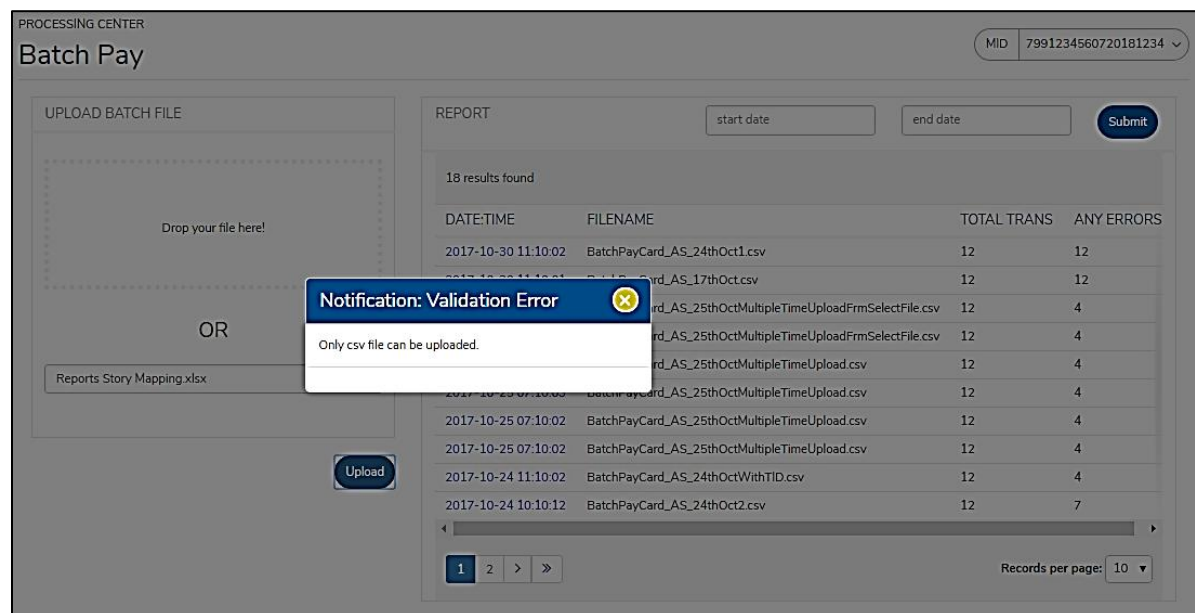 PROCESSING CENTER
Batch Pay
MID 7991234560720181234
UPLOAD BATCH FILE
Drop your file here!
OR
Reports Story Mapping.xlsx
Upload
REPORT start date end date Submit
18 results found
DATE:TIME FILENAME TOTAL TRANS ANY ERRORS
2017-10-30 11:10:02 BatchPayCard_AS_24thOct1.csv 12 12
rd_AS_17thOct.csv 12 12
rd_AS_25thOctMultipleTimeUploadFrmSelectFile.csv 12 4
rd_AS_25thOctMultipleTimeUploadFrmSelectFile.csv 12 4
rd_AS_25thOctMultipleTimeUpload.csv 12 4
BatchPayCard_AS_25thOctMultipleTimeUpload.csv 12 4
2017-10-25 07:10:02 BatchPayCard_AS_25thOctMultipleTimeUpload.csv 12 4
2017-10-25 07:10:02 BatchPayCard_AS_25thOctMultipleTimeUpload.csv 12 4
2017-10-24 11:10:02 BatchPayCard_AS_24thOctWithTID.csv 12 4
2017-10-24 10:10:12 BatchPayCard_AS_24thOct2.csv 12 7
1 2 > »
Records per page: 10
Notification: Validation Error
Only csv file can be uploaded.